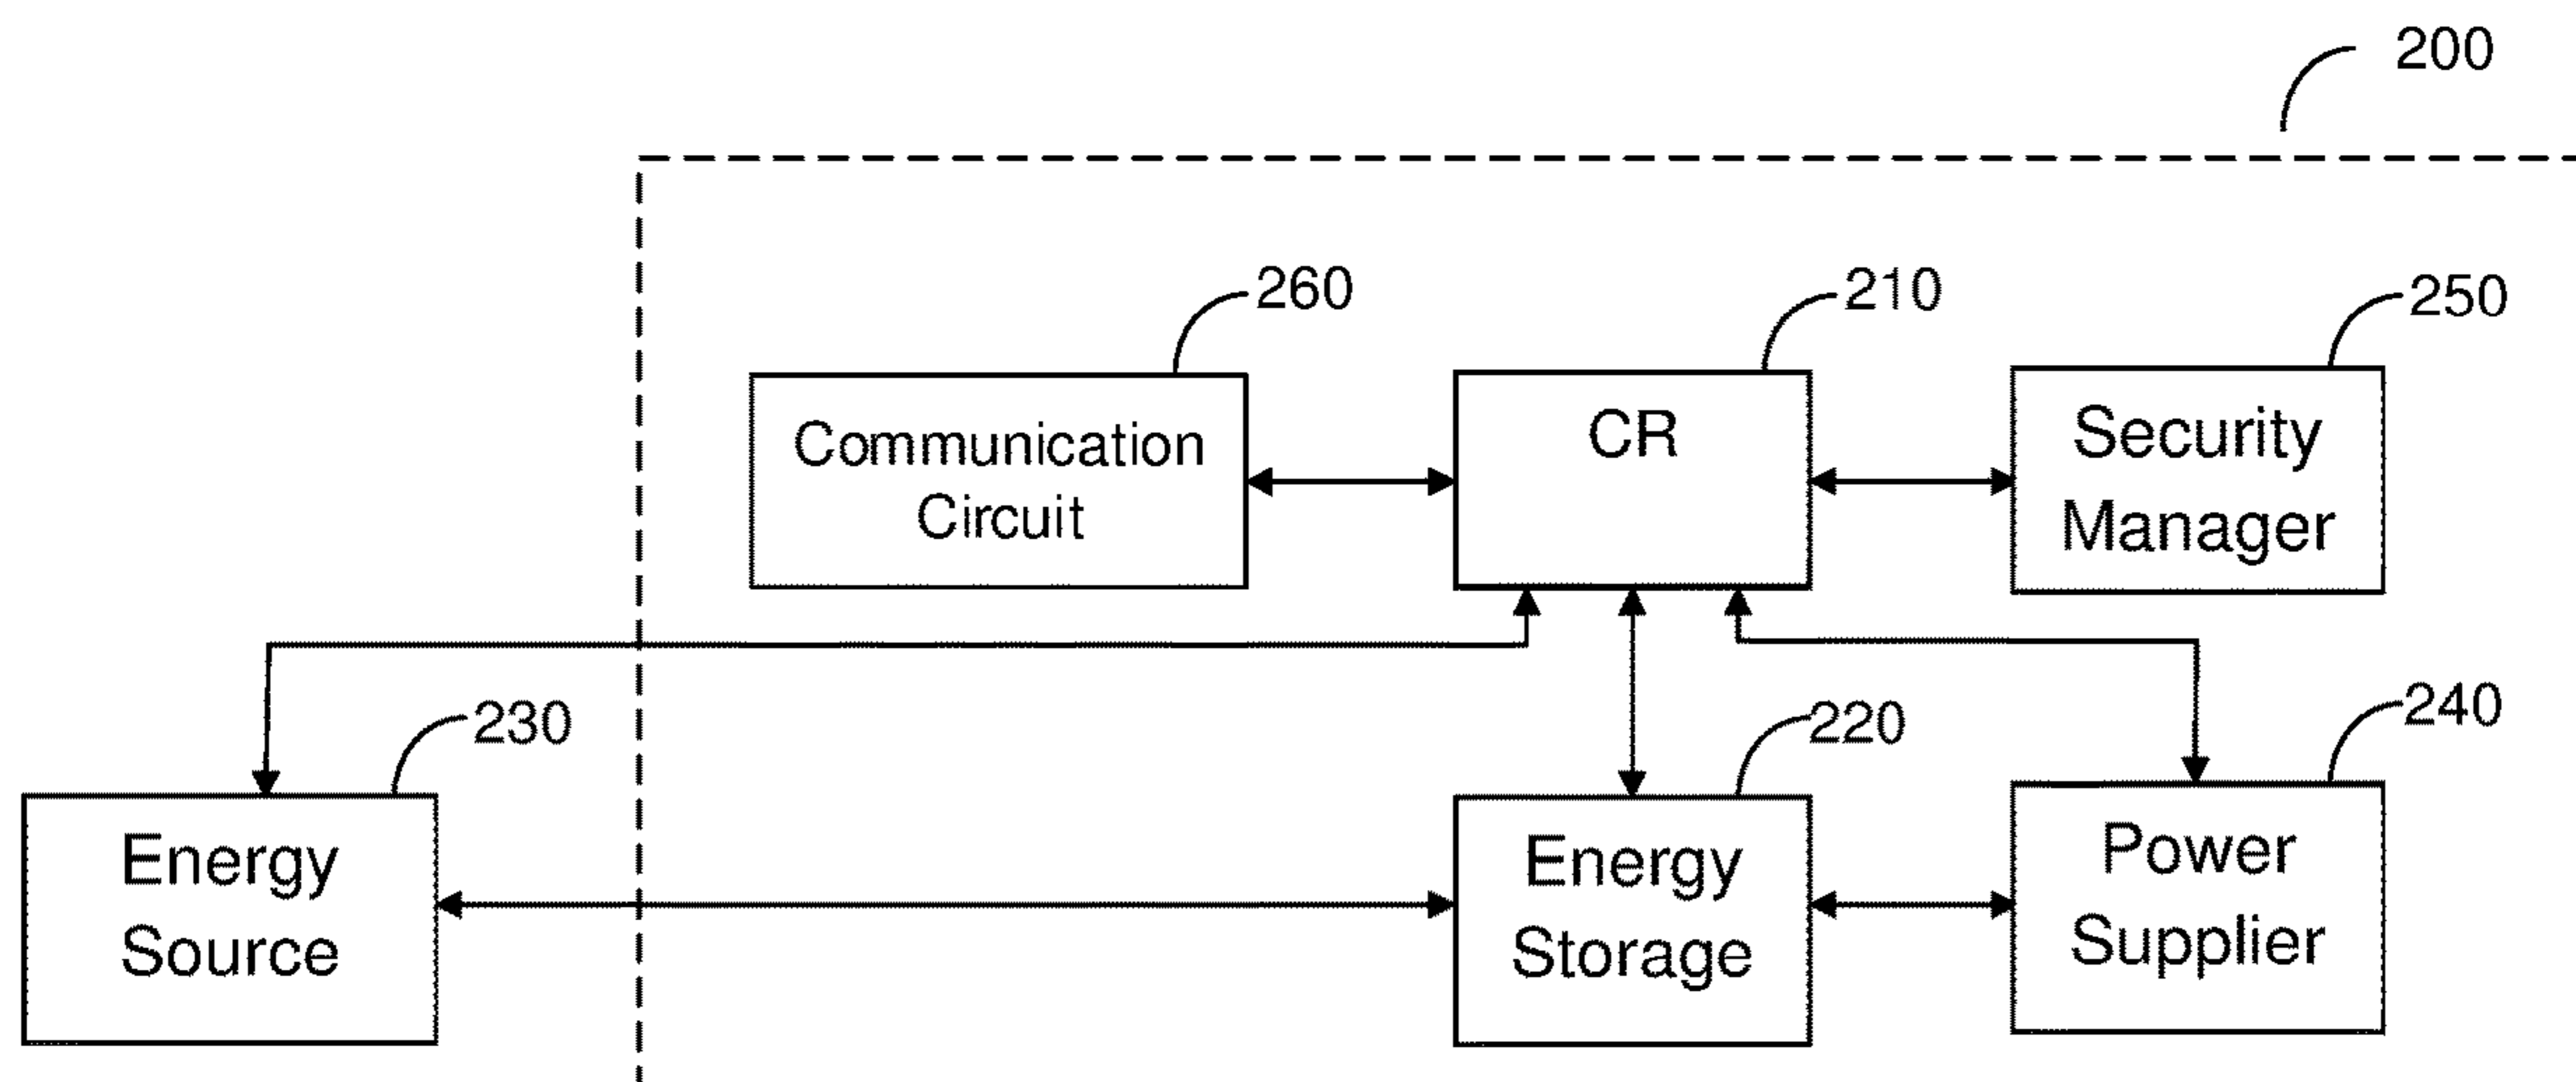 200
260
210
250
Communication
Circuit
CR
Security
Manager
230
220
240
Energy
Source
Energy
Storage
Power
Supplier